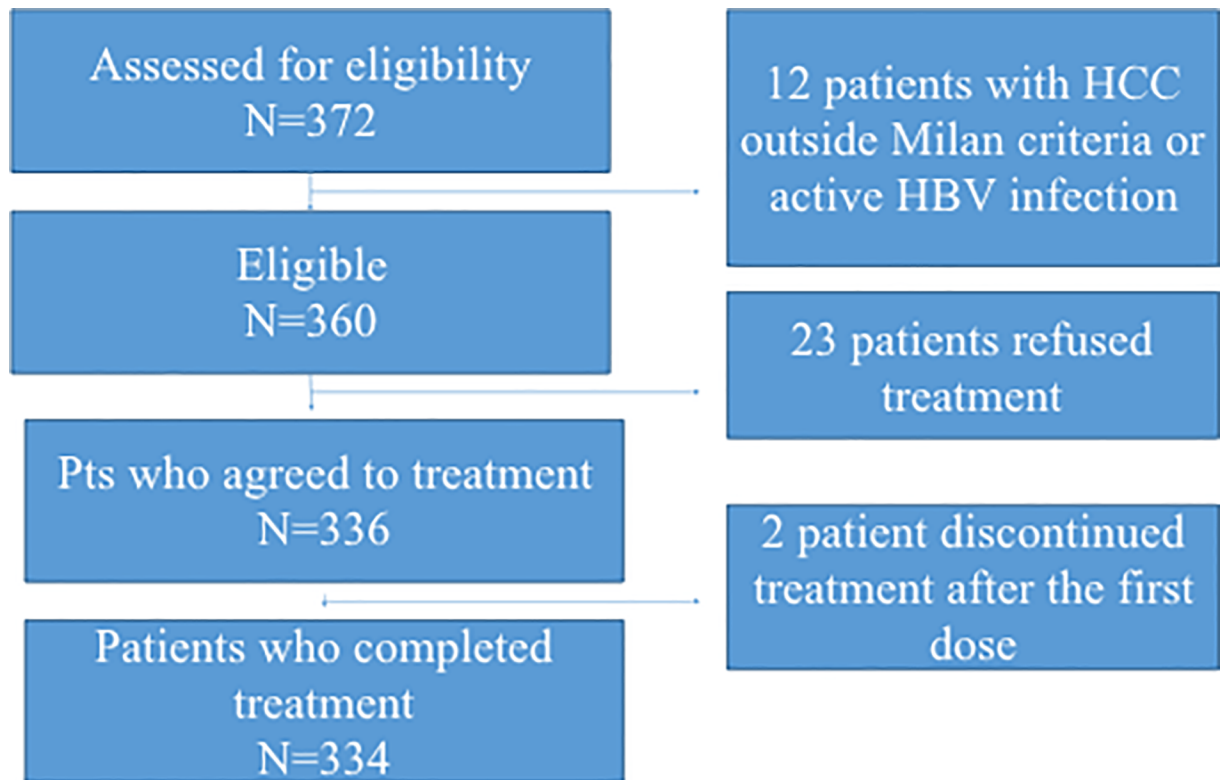 Assessed for eligibility
N=372
12 patients with HCC
outside Milan criteria or
active HBV infection
Eligible
N=360
23 patients refused
treatment
Pts who agreed to treatment
N=336
2 patient discontinued
treatment after the first
dose
Patients who completed
treatment
N=334